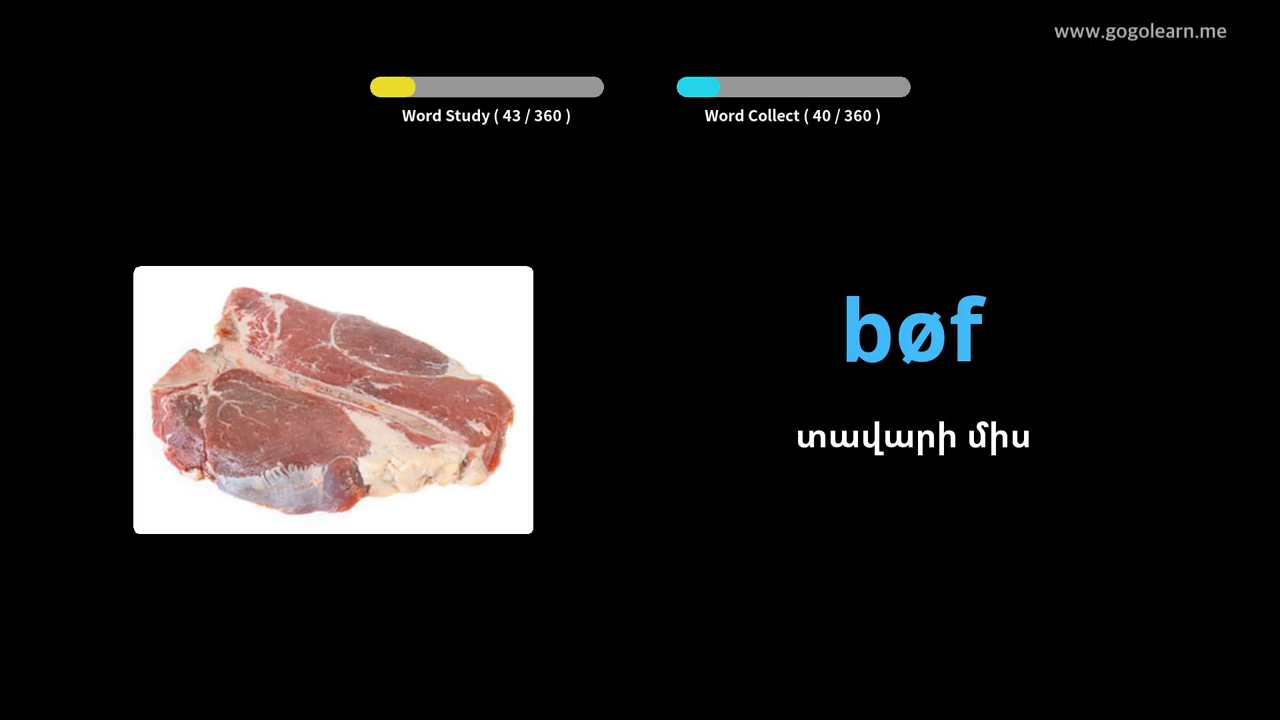 www.gogolearn.me
Word Study ( 43 / 360 )
Word Collect ( 40 / 360 )
bøf
տավարի միս